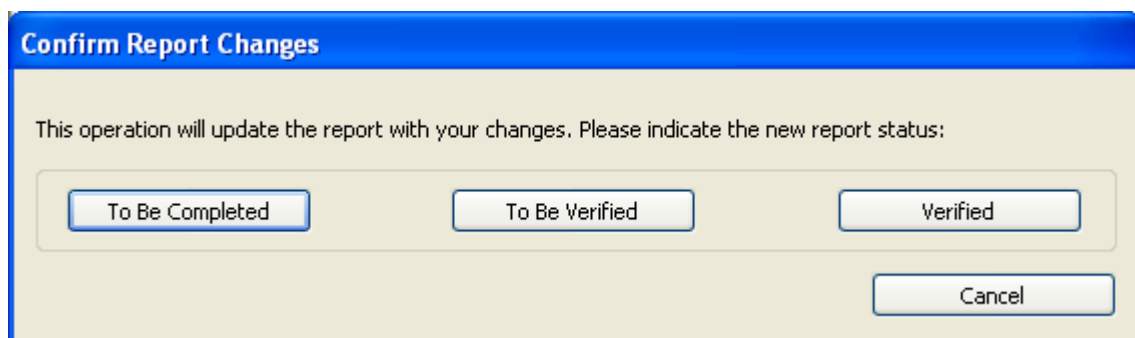 Confirm Report Changes
This operation will update the report with your changes. Please indicate the new report status:
To Be Completed To Be Verified Verified
Cancel